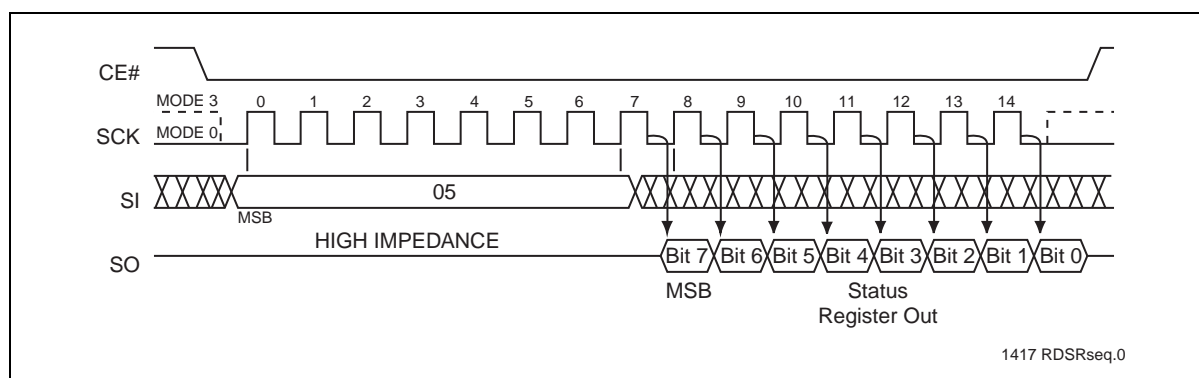 CE#
MODE 3 0 1 2 3 4 5 6 7 8 9 10 11 12 13 14
SCK MODE 0
SI 05
MSB
HIGH IMPEDANCE
SO Bit 7 Bit 6 Bit 5 Bit 4 Bit 3 Bit 2 Bit 1 Bit 0
MSB Status
Register Out
1417 RDSRseq.0